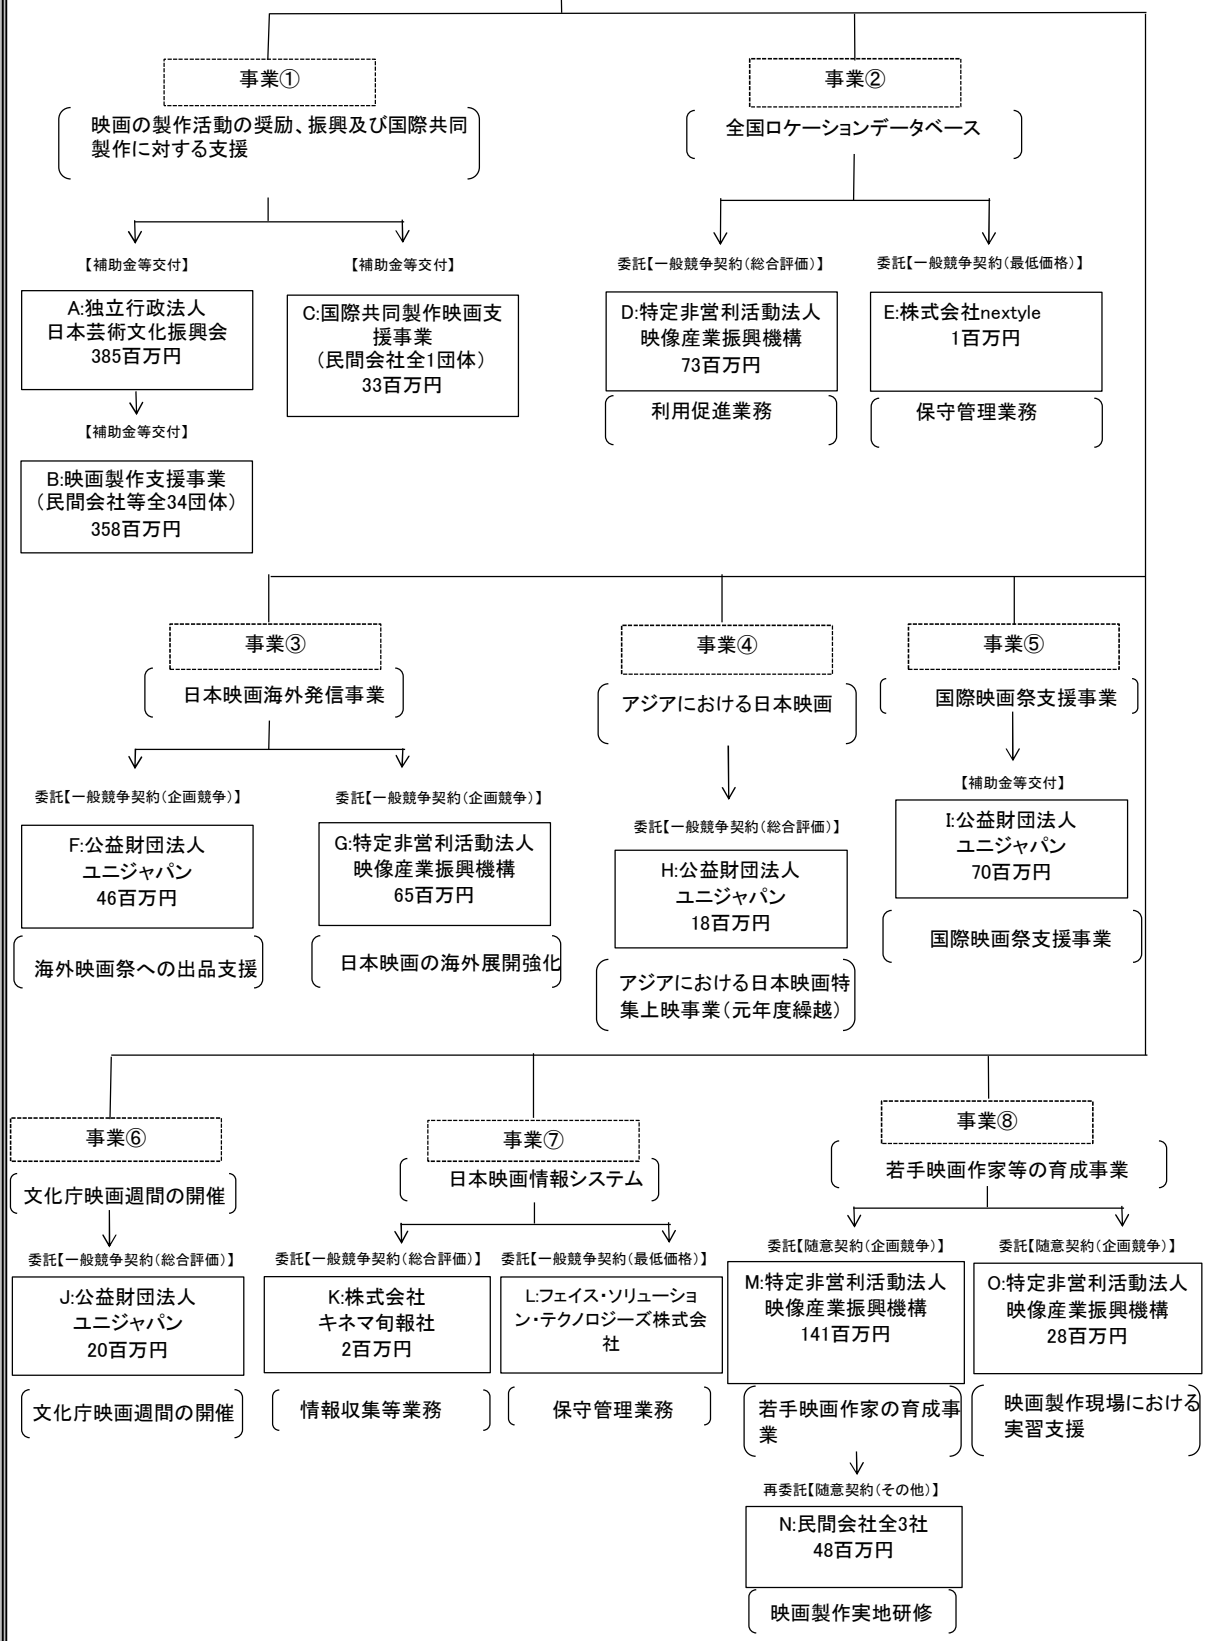 事業①
映画の製作活動の奨励、振興及び国際共同
製作に対する支援
事業②
全国ロケーションデータベース
【補助金等交付】
A:独立行政法人
日本芸術文化振興会
385百万円
【補助金等交付】
C:国際共同製作映画支
援事業
(民間会社全1団体)
33百万円
委託【一般競争契約(総合評価)】
D:特定非営利活動法人
映像産業振興機構
73百万円
利用促進業務
委託【一般競争契約(最低価格)】
E:株式会社nextyle
1百万円
保守管理業務
【補助金等交付】
B:映画製作支援事業
(民間会社等全34団体)
358百万円
事業③
日本映画海外発信事業
事業④
アジアにおける日本映画
事業⑤
国際映画祭支援事業
委託【一般競争契約(企画競争)】
F:公益財団法人
ユニジャパン
46百万円
海外映画祭への出品支援
委託【一般競争契約(企画競争)】
G:特定非営利活動法人
映像産業振興機構
65百万円
日本映画の海外展開強化
委託【一般競争契約(総合評価)】
H:公益財団法人
ユニジャパン
18百万円
アジアにおける日本映画特
集上映事業(元年度繰越)
【補助金等交付】
I:公益財団法人
ユニジャパン
70百万円
国際映画祭支援事業
事業⑥
文化庁映画週間の開催
事業⑦
日本映画情報システム
事業⑧
若手映画作家等の育成事業
委託【一般競争契約(総合評価)】
J:公益財団法人
ユニジャパン
20百万円
文化庁映画週間の開催
委託【一般競争契約(総合評価)】
K:株式会社
キネマ旬報社
2百万円
情報収集等業務
委託【一般競争契約(最低価格)】
L:フェイス・ソリューショ
ン・テクノロジーズ株式会
社
保守管理業務
委託【随意契約(企画競争)】
M:特定非営利活動法人
映像産業振興機構
141百万円
若手映画作家の育成事
業
委託【随意契約(企画競争)】
O:特定非営利活動法人
映像産業振興機構
28百万円
映画製作現場における
実習支援
再委託【随意契約(その他)】
N:民間会社全3社
48百万円
映画製作実地研修